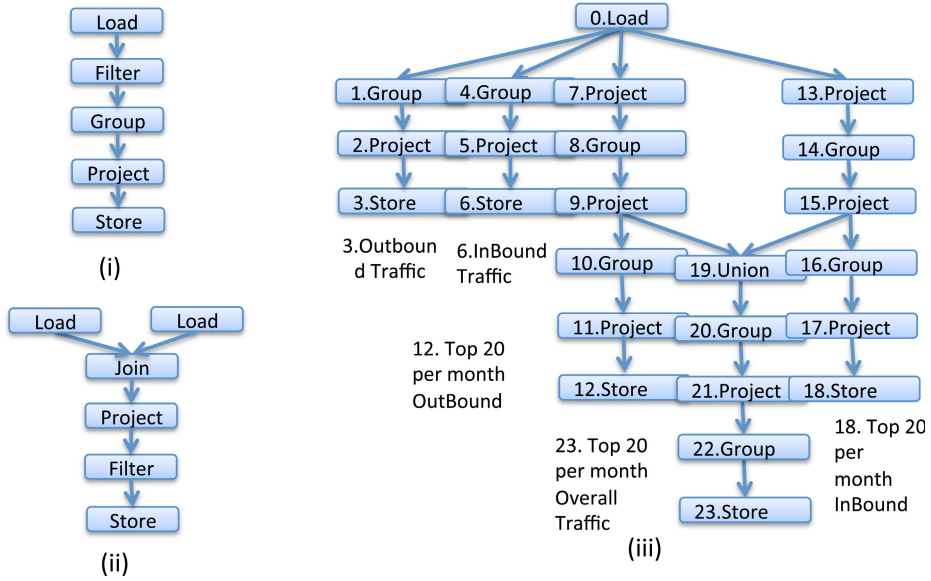 Load
Filter
Group
Project
Store
(i)
Load
Load
Join
Project
Filter
Store
(ii)
0.Load
1.Group
4.Group
7.Project
13.Project
2.Project
5.Project
8.Group
14.Group
3.Store
6.Store
9.Project
15.Project
3.Outboun
d Traffic
6.InBound
Traffic
10.Group
19.Union
16.Group
11.Project
20.Group
17.Project
12. Top 20
per month
OutBound
12.Store
21.Project
18.Store
23. Top 20
per month
Overall
Traffic
22.Group
18. Top 20
per
month
InBound
23.Store
(iii)